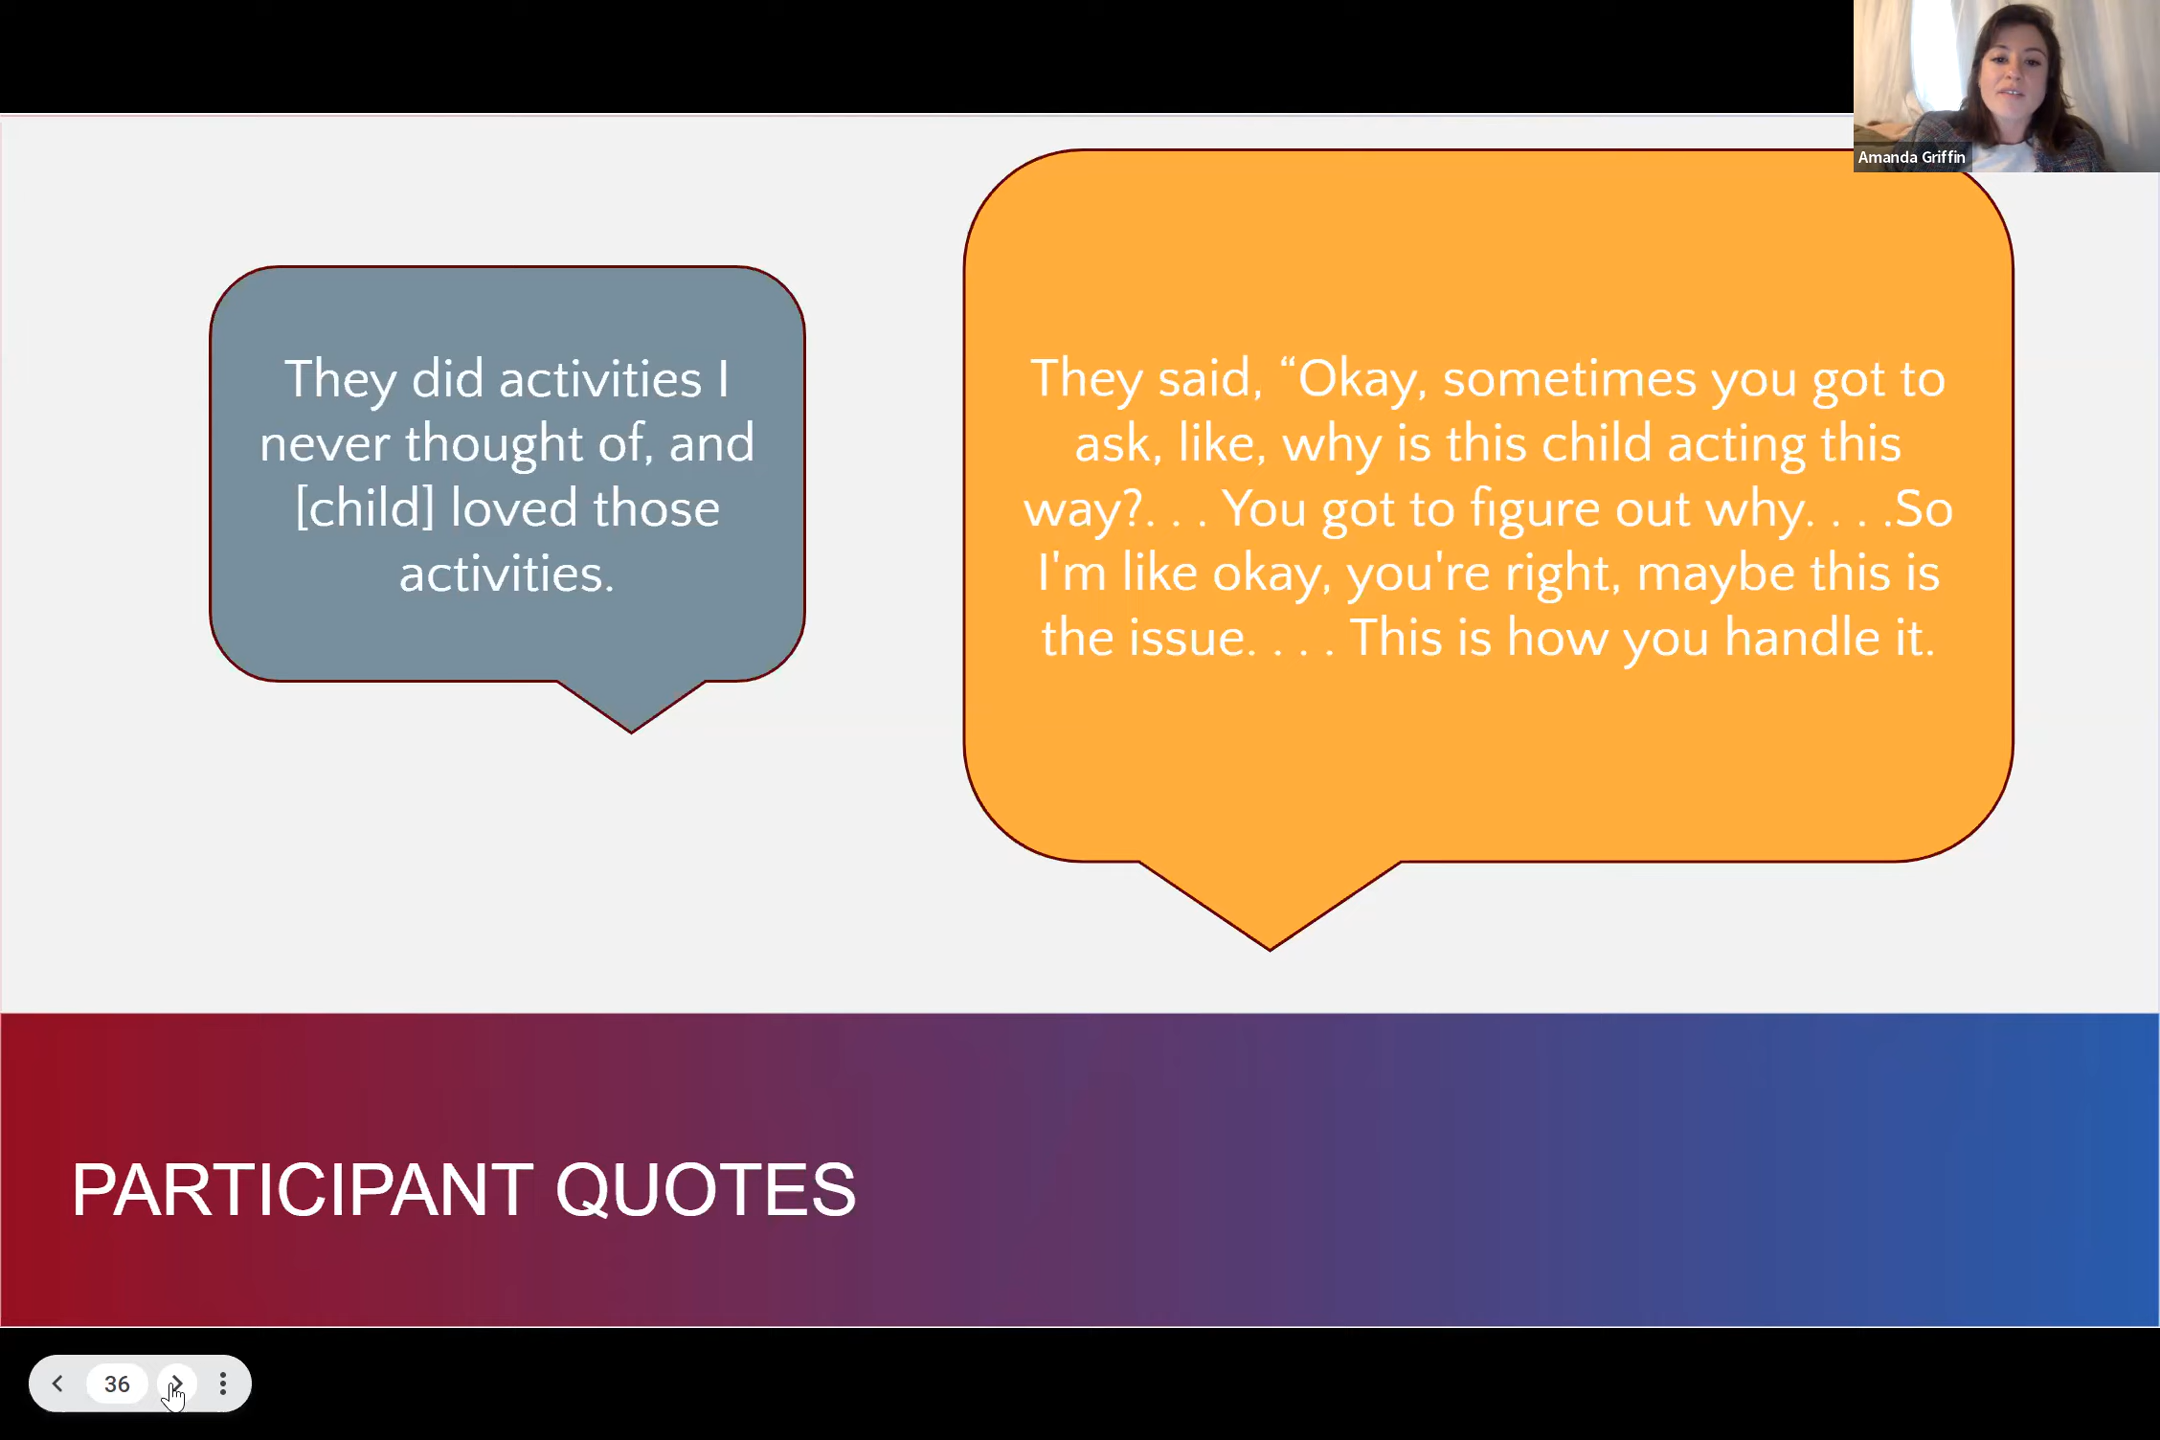 Amanda Griffin
They did activities I
never thought of, and
[child] loved those
activities.
They said, “Okay, sometimes you got to
ask, like, why is this child acting this
way?. . . You got to figure out why. . . .So
I'm like okay, you're right, maybe this is
the issue. . . . This is how you handle it.
PARTICIPANT QUOTES
36